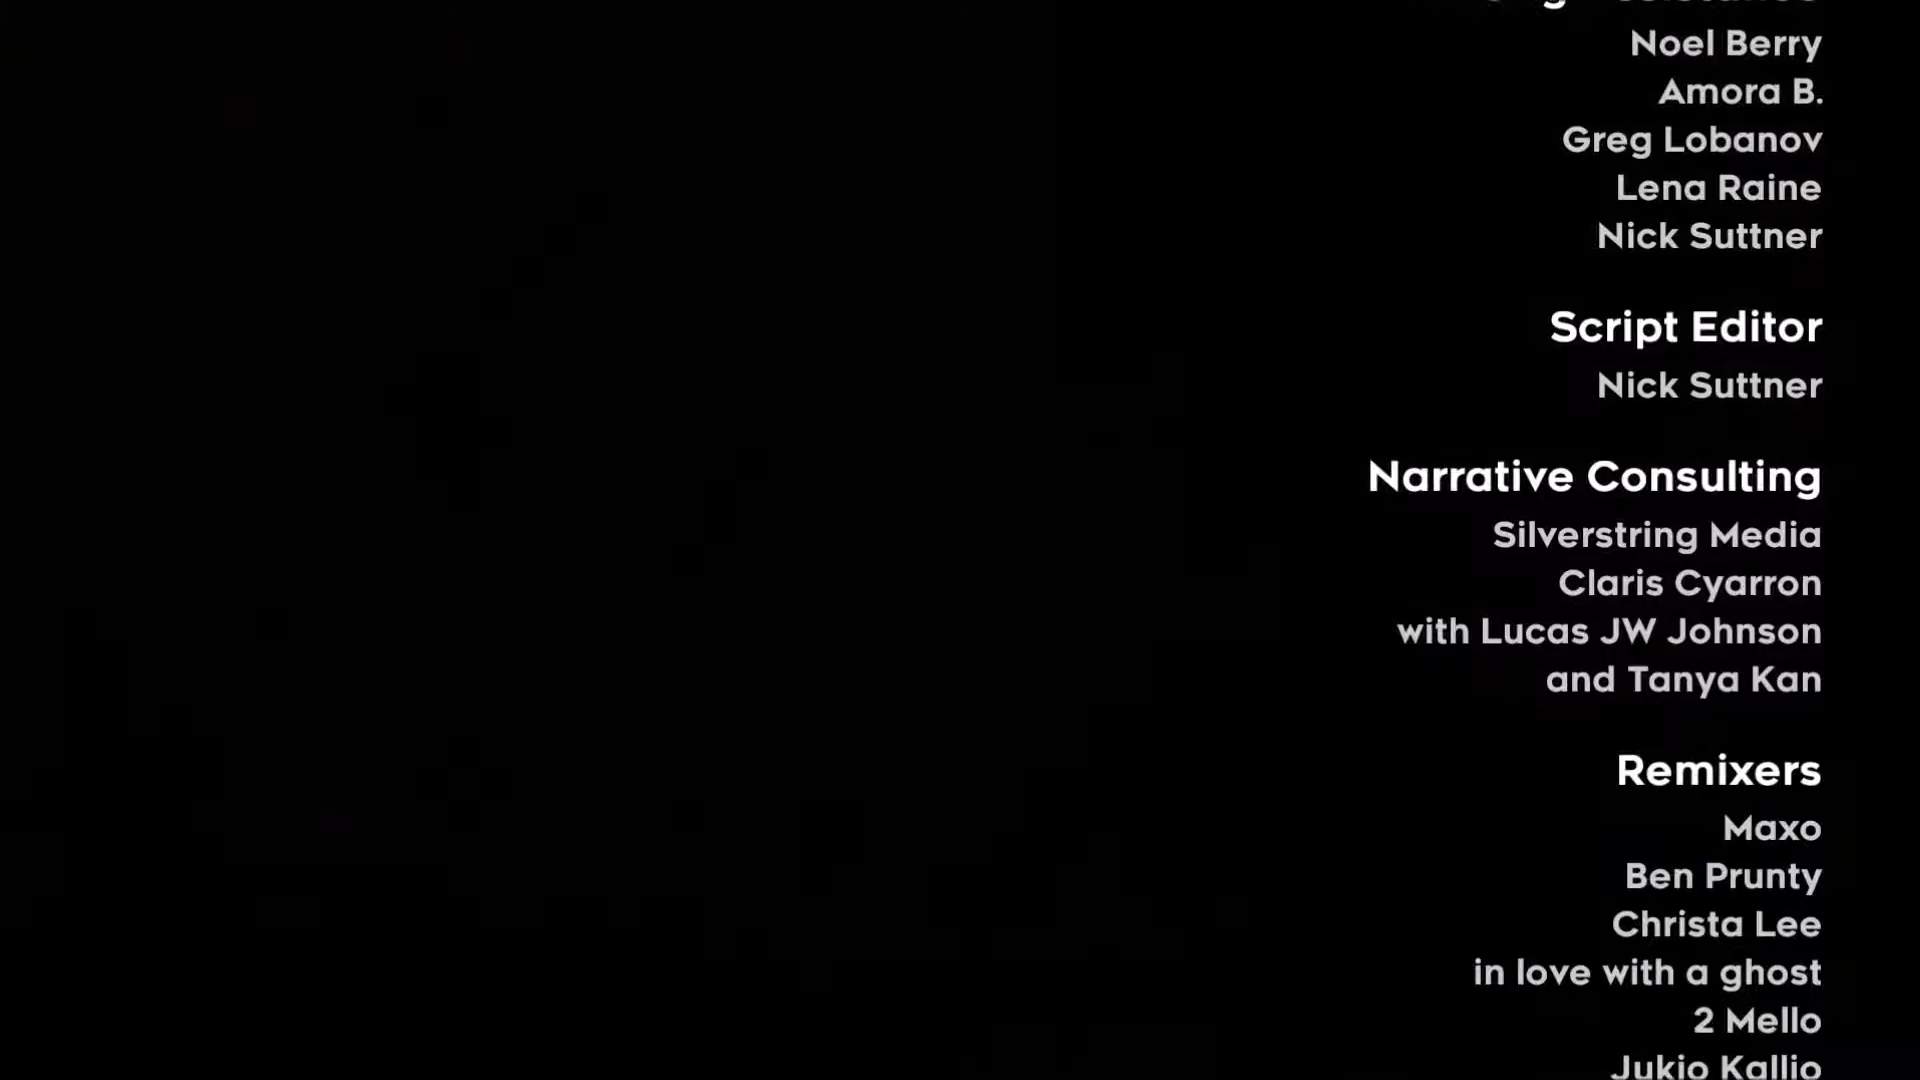 Noel Berry
Amora B.
Greg Lobanov
Lena Raine
Nick Suttner
Script Editor
Nick Suttner
Narrative Consulting
Silverstring Media
Claris Cyarron
with Lucas JW Johnson
and Tanya Kan
Remixers
Maxo
Ben Prunty
Christa Lee
in love with a ghost
2 Mello
Jukio Kallio